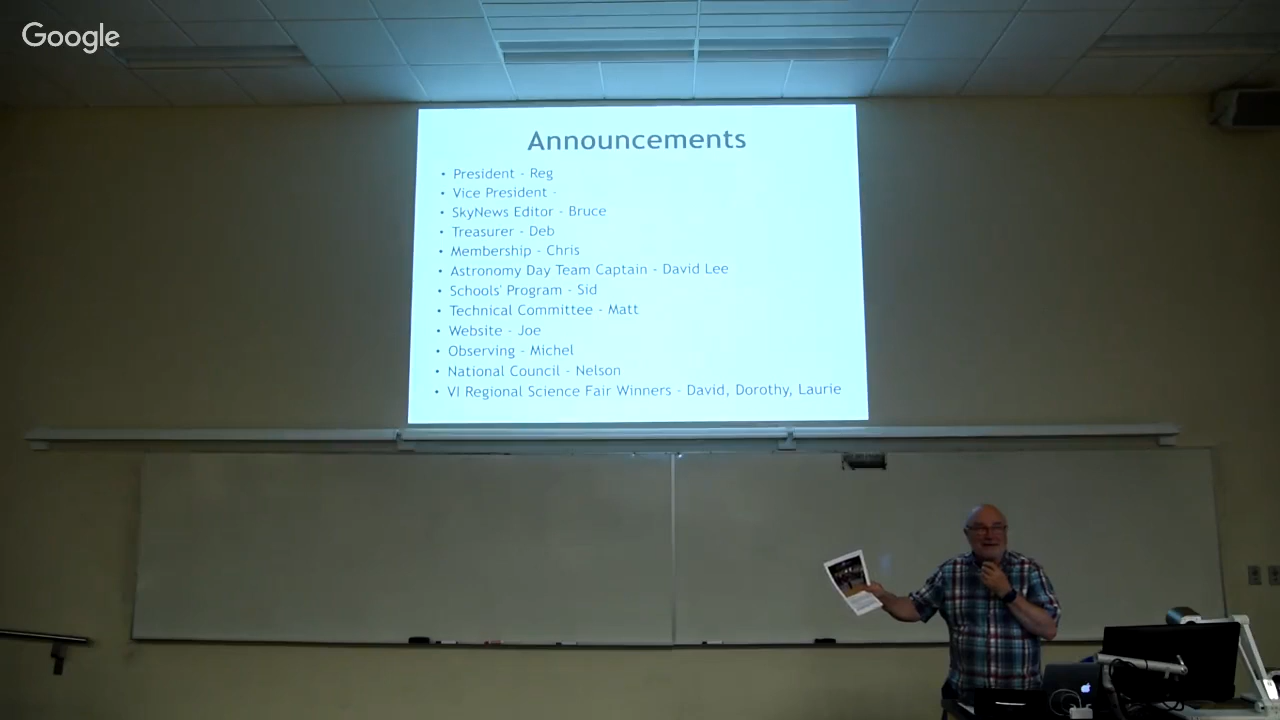 Google
Announcements
• President - Reg
• Vice President -
• SkyNews Editor - Bruce
• Treasurer - Deb
• Membership - Chris
• Astronomy Day Team Captain - David Lee
• Schools' Program - Sid
• Technical Committee - Matt
• Website - Joe
• Observing - Michel
• National Council - Nelson
• VI Regional Science Fair Winners - David, Dorothy, Laurie